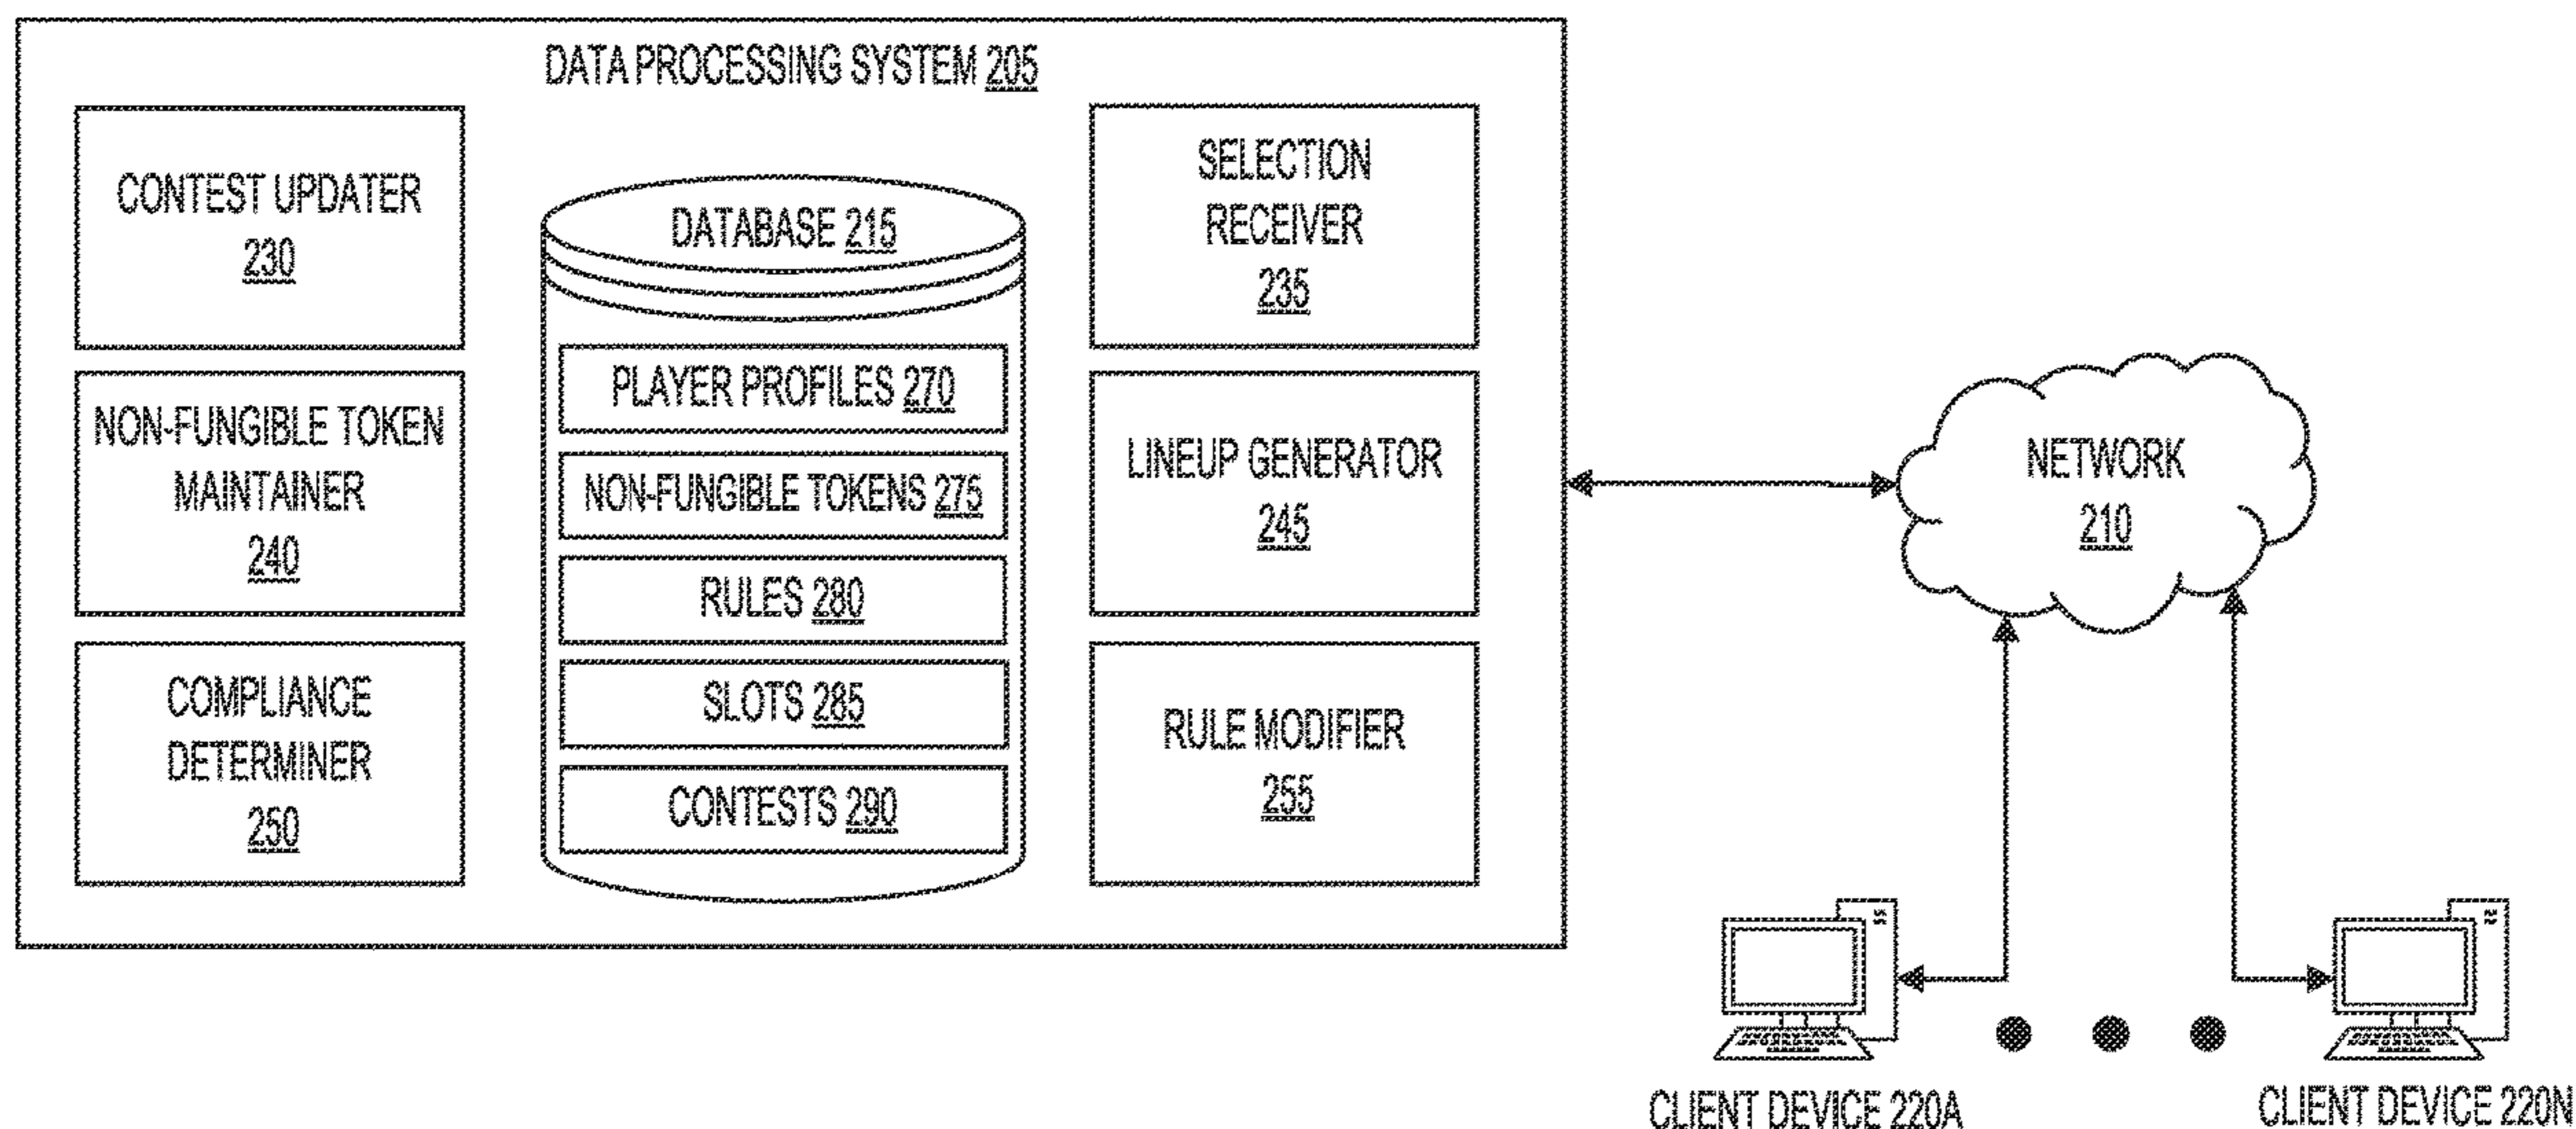 DATA PROCESSING SYSTEM 205
CONTEST UPDATER
230
NON-FUNGIBLE TOKEN
MAINTAINER
240
COMPLIANCE
DETERMINER
250
DATABASE 215
PLAYER PROFILES 270
NON-FUNGIBLE TOKENS 275
RULES 280
SLOTS 285
CONTESTS 290
SELECTION
RECEIVER
235
LINEUP GENERATOR
245
RULE MODIFIER
255
NETWORK
210
CLIENT DEVICE 220A
CLIENT DEVICE 220N